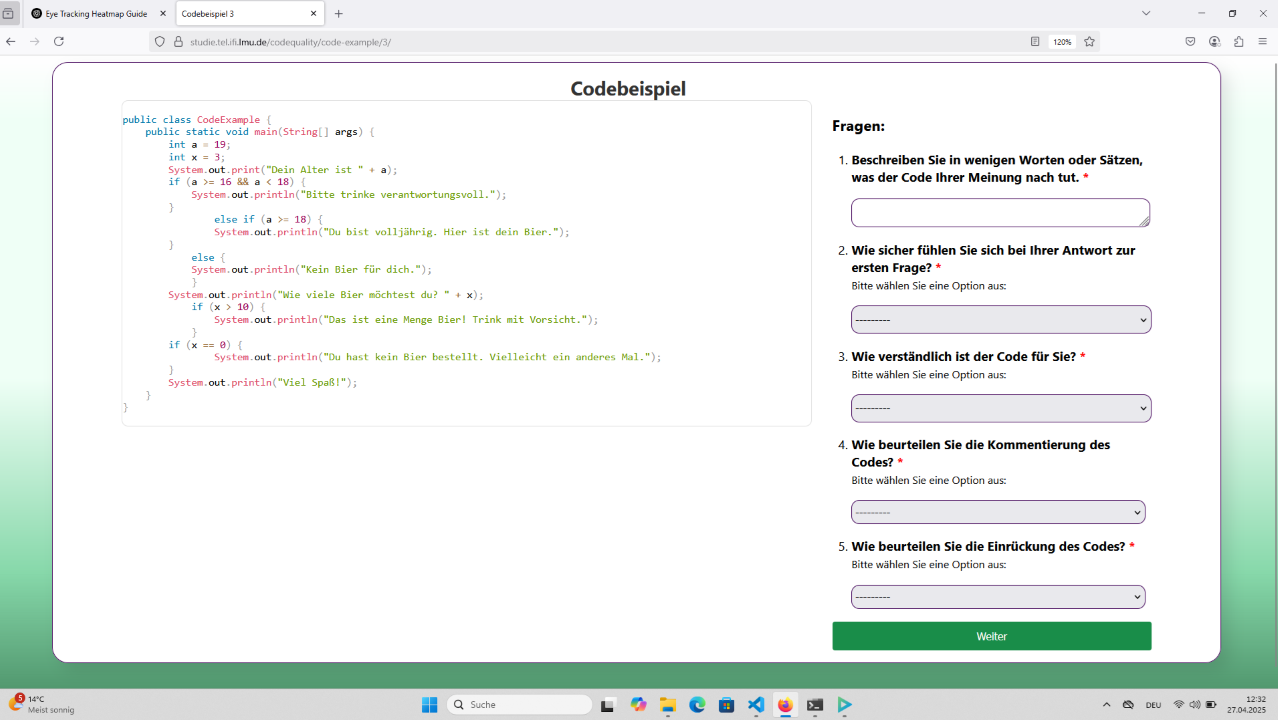 Eye Tracking Heatmap Guide
Codebeispiel 3
studie.tel.ifi.lmu.de/codequality/code-example/3/
120%
Codebeispiel
public class CodeExample {
    public static void main(String[] args) {
        int a = 19;
        int x = 3;
        System.out.print("Dein Alter ist " + a);
        if (a >= 16 && a < 18) {
            System.out.println("Bitte trinke verantwortungsvoll.");
        }
                else if (a >= 18) {
                System.out.println("Du bist volljährig. Hier ist dein Bier.");
        }
            else {
            System.out.println("Kein Bier für dich.");
            }
        System.out.println("Wie viele Bier möchtest du? " + x);
            if (x > 10) {
                System.out.println("Das ist eine Menge Bier! Trink mit Vorsicht.");
            }
        if (x == 0) {
                System.out.println("Du hast kein Bier bestellt. Vielleicht ein anderes Mal.");
        }
        System.out.println("Viel Spaß!");
    }
}
Fragen:
1. Beschreiben Sie in wenigen Worten oder Sätzen,
was der Code Ihrer Meinung nach tut. *
2. Wie sicher fühlen Sie sich bei Ihrer Antwort zur
ersten Frage? *
Bitte wählen Sie eine Option aus:
---------
3. Wie verständlich ist der Code für Sie? *
Bitte wählen Sie eine Option aus:
---------
4. Wie beurteilen Sie die Kommentierung des
Codes? *
Bitte wählen Sie eine Option aus:
---------
5. Wie beurteilen Sie die Einrückung des Codes? *
Bitte wählen Sie eine Option aus:
---------
Weiter
5
14°C
Meist sonnig
Suche
DEU
12:32
27.04.2025